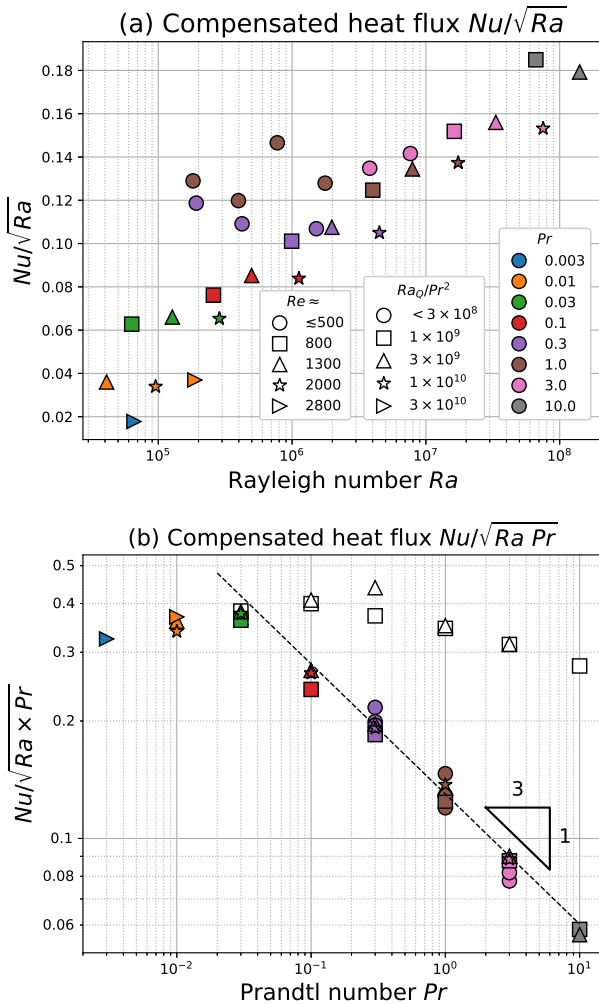 (a) Compensated heat flux Nu/√Ra
0.18
0.16
0.14
0.12
0.10
0.08
0.06
0.04
0.02
Nu/√Ra
Pr
0.003
0.01
0.03
0.1
0.3
1.0
3.0
10.0
Re ≈
≲500
800
1300
2000
2800
Ra_Q/Pr²
< 3 × 10⁸
1 × 10⁹
3 × 10⁹
1 × 10¹⁰
3 × 10¹⁰
10⁵
10⁶
10⁷
10⁸
Rayleigh number Ra
(b) Compensated heat flux Nu/√Ra Pr
0.5
0.4
0.3
0.2
0.1
0.08
0.06
Nu/√Ra × Pr
3
1
10⁻²
10⁻¹
10⁰
10¹
Prandtl number Pr